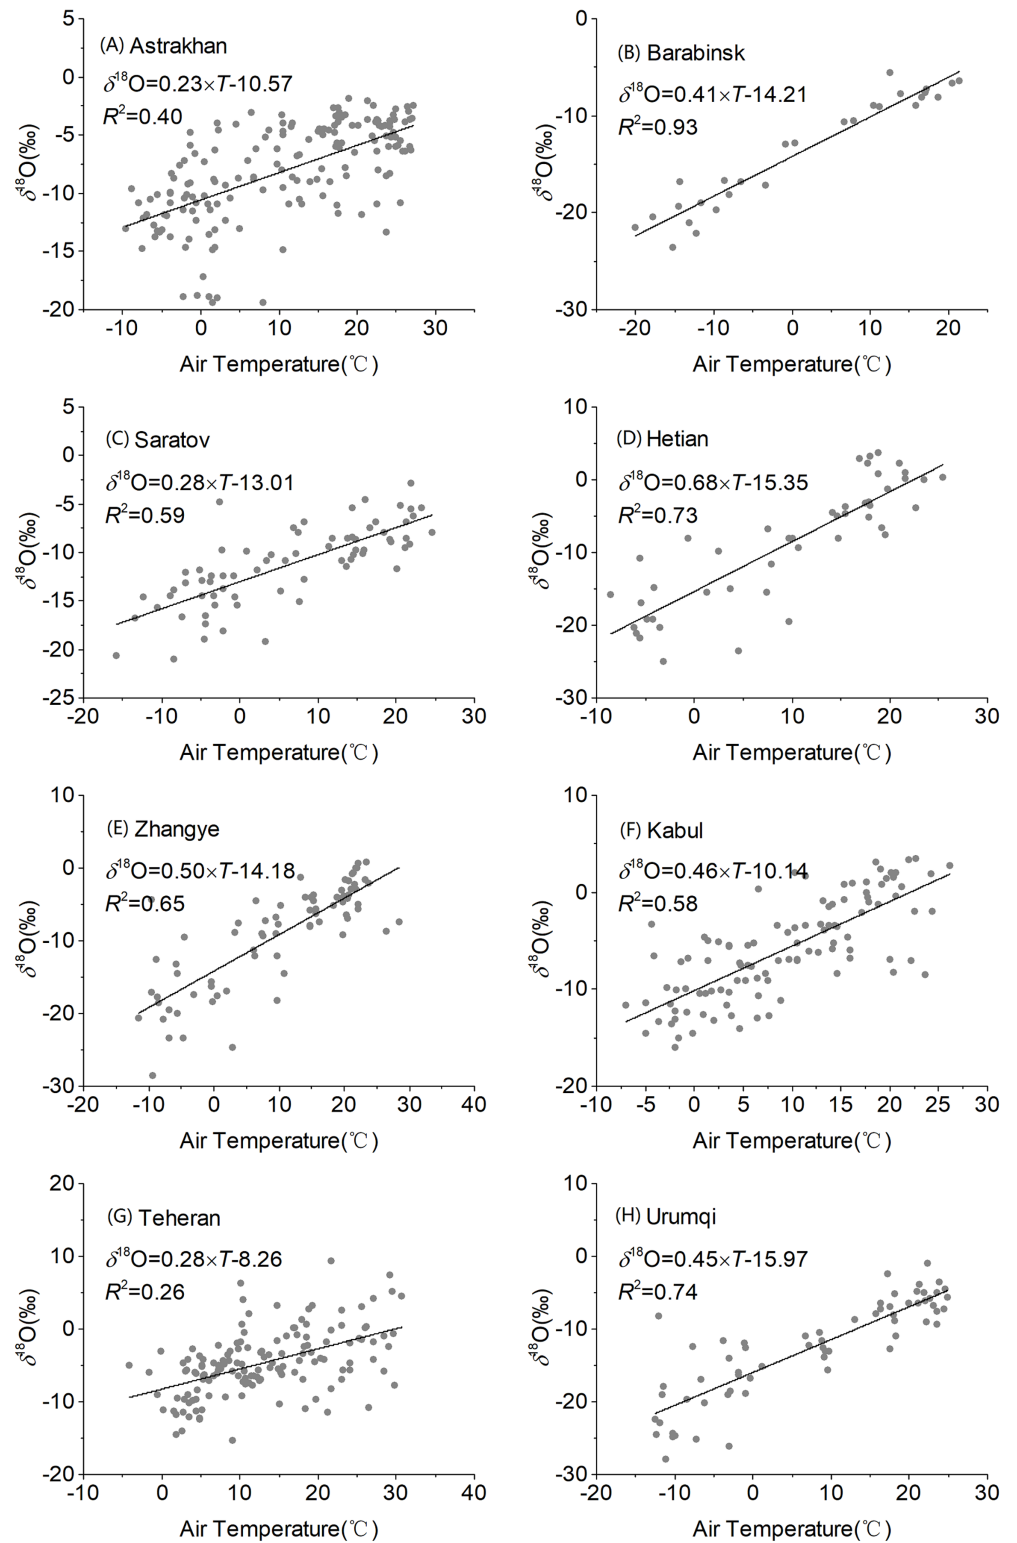 (A) Astrakhan
δ¹⁸O=0.23×T-10.57
R²=0.40
5
0
-5
-10
-15
-20
δ¹⁸O(‰)
-10 0 10 20 30
Air Temperature(℃)
(B) Barabinsk
δ¹⁸O=0.41×T-14.21
R²=0.93
0
-10
-20
-30
δ¹⁸O(‰)
-20 -10 0 10 20
Air Temperature(℃)
(C) Saratov
δ¹⁸O=0.28×T-13.01
R²=0.59
5
0
-5
-10
-15
-20
-25
δ¹⁸O(‰)
-20 -10 0 10 20 30
Air Temperature(℃)
(D) Hetian
δ¹⁸O=0.68×T-15.35
R²=0.73
10
0
-10
-20
-30
δ¹⁸O(‰)
-10 0 10 20 30
Air Temperature(℃)
(E) Zhangye
δ¹⁸O=0.50×T-14.18
R²=0.65
10
0
-10
-20
-30
δ¹⁸O(‰)
-20 -10 0 10 20 30 40
Air Temperature(℃)
(F) Kabul
δ¹⁸O=0.46×T-10.14
R²=0.58
10
0
-10
-20
δ¹⁸O(‰)
-10 -5 0 5 10 15 20 25 30
Air Temperature(℃)
(G) Teheran
δ¹⁸O=0.28×T-8.26
R²=0.26
20
10
0
-10
-20
δ¹⁸O(‰)
-10 0 10 20 30 40
Air Temperature(℃)
(H) Urumqi
δ¹⁸O=0.45×T-15.97
R²=0.74
10
0
-10
-20
-30
δ¹⁸O(‰)
-20 -10 0 10 20 30
Air Temperature(℃)